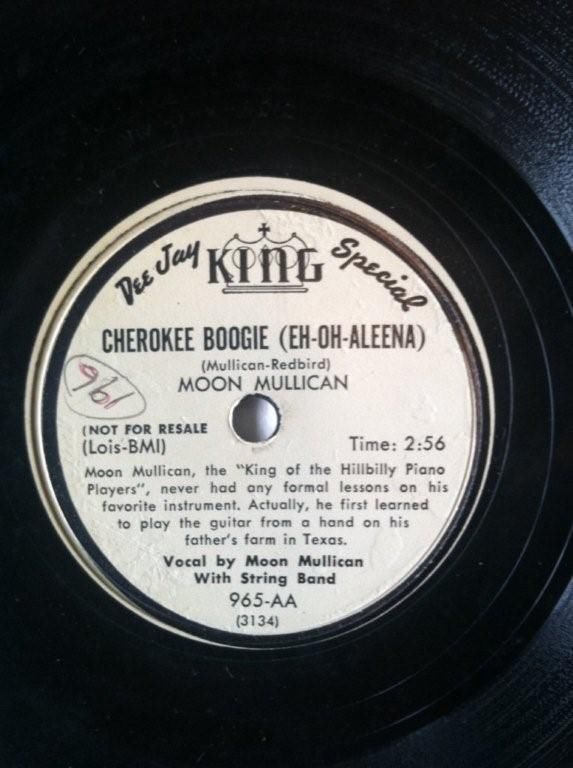 Dee Jay KING Special
CHEROKEE BOOGIE (EH-OH-ALEENA)
(Mullican-Redbird)
MOON MULLICAN
(NOT FOR RESALE
(Lois-BMI) Time: 2:56
Moon Mullican, the "King of the Hillbilly Piano
Players", never had any formal lessons on his
favorite instrument. Actually, he first learned
to play the guitar from a hand on his
father's farm in Texas.
Vocal by Moon Mullican
With String Band
965-AA
(3134)